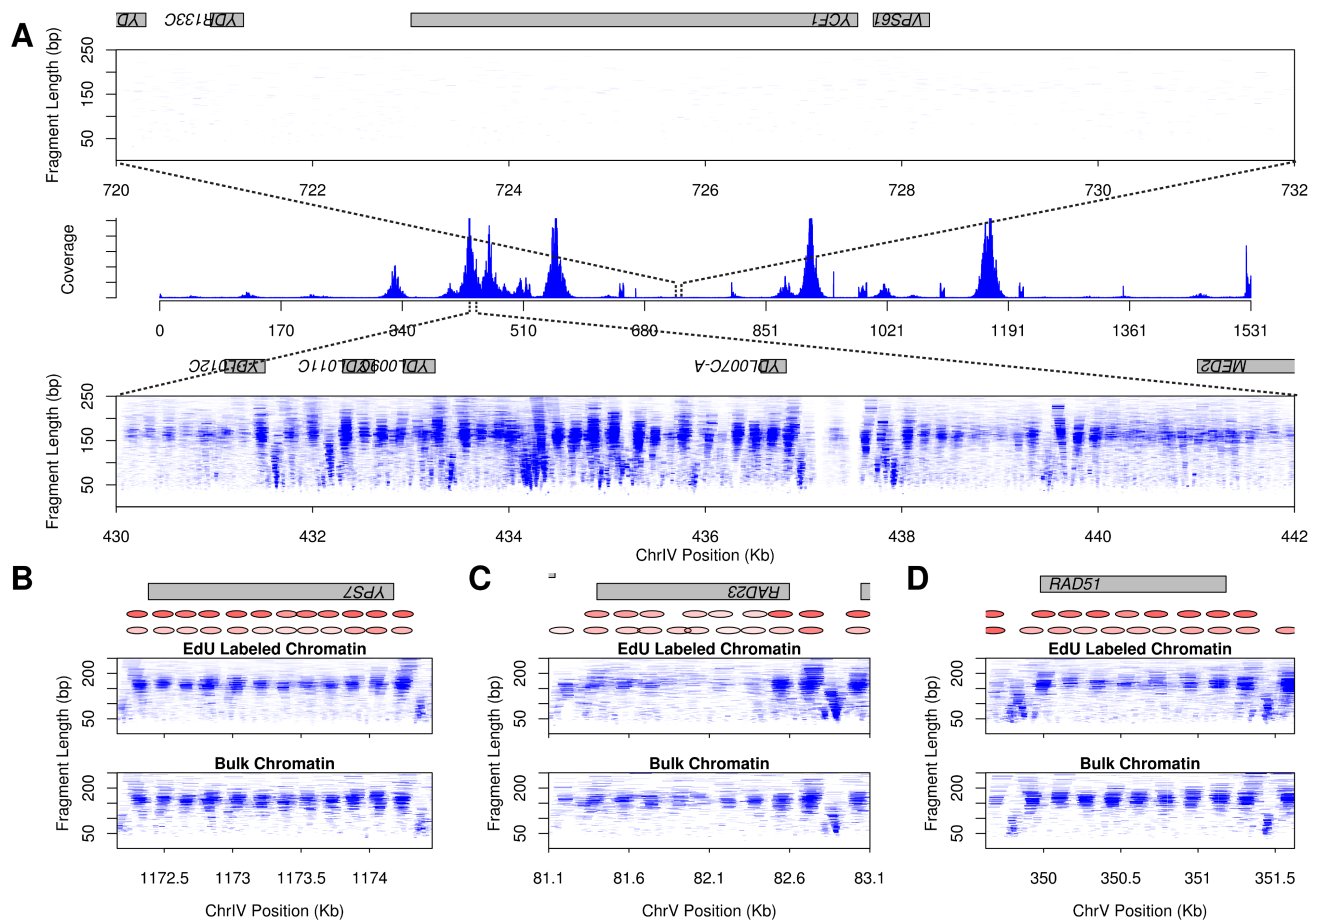 A
YD
YDR133C
YCF1
VPS61
Fragment Length (bp)
250
150
50
720 722 724 726 728 730 732
Coverage
0 170 340 510 680 851 1021 1191 1361 1531
YDL012C
YDL011C
YDL009C
YDL007C-A
MED2
Fragment Length (bp)
250
150
50
430 432 434 436 438 440 442
ChrIV Position (Kb)
B
YPS7
EdU Labeled Chromatin
Fragment Length (bp)
200
50
Bulk Chromatin
200
50
1172.5 1173 1173.5 1174
ChrIV Position (Kb)
C
RAD23
EdU Labeled Chromatin
Fragment Length (bp)
200
50
Bulk Chromatin
200
50
81.1 81.6 82.1 82.6 83.1
ChrV Position (Kb)
D
RAD51
EdU Labeled Chromatin
Fragment Length (bp)
200
50
Bulk Chromatin
200
50
350 350.5 351 351.5
ChrV Position (Kb)